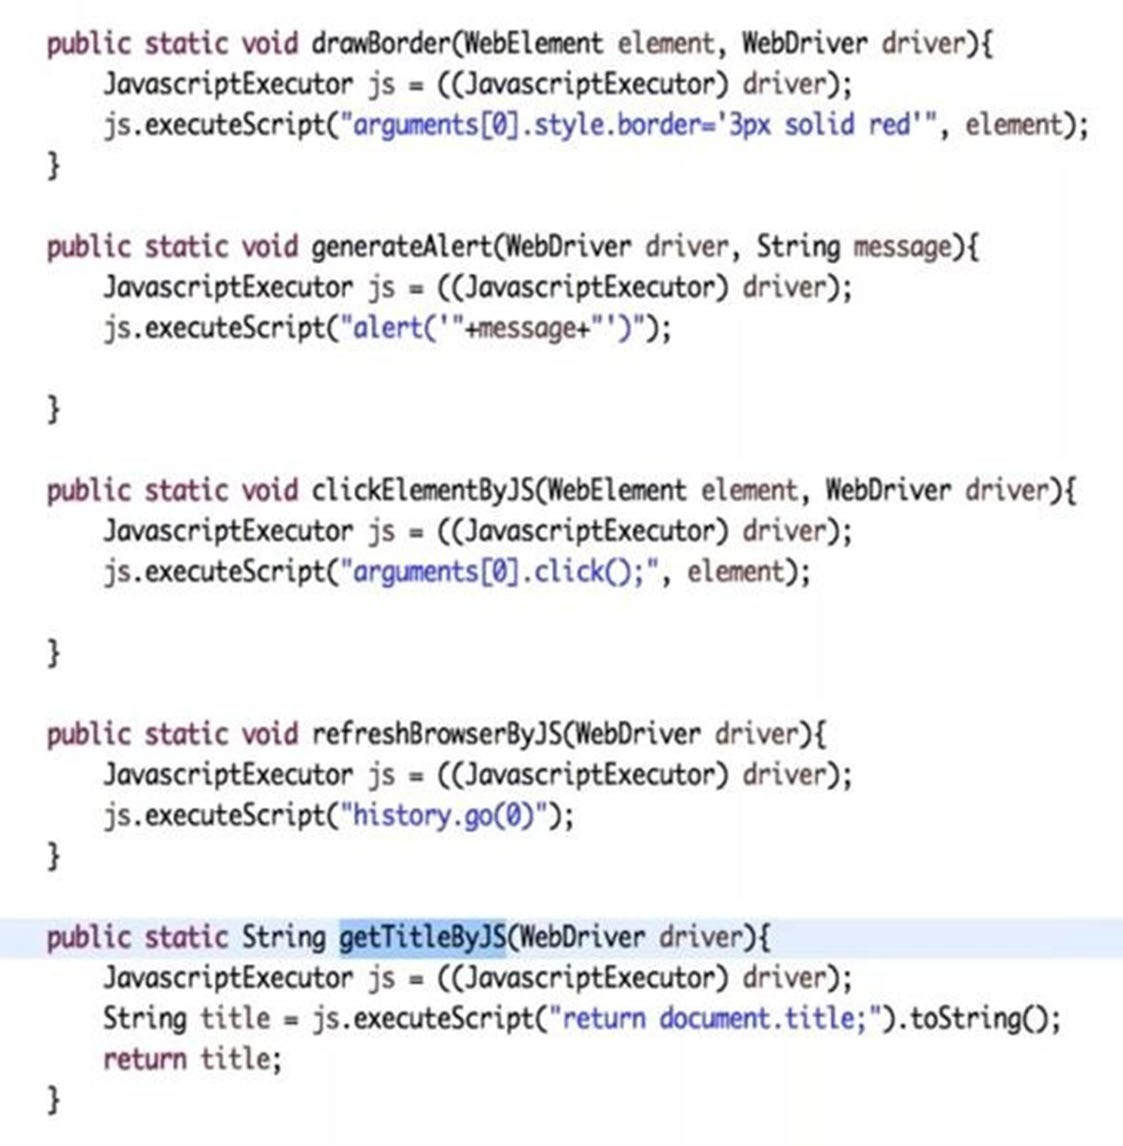 public static void drawBorder(WebElement element, WebDriver driver){
    JavascriptExecutor js = ((JavascriptExecutor) driver);
    js.executeScript("arguments[0].style.border='3px solid red'", element);
}

public static void generateAlert(WebDriver driver, String message){
    JavascriptExecutor js = ((JavascriptExecutor) driver);
    js.executeScript("alert('"+message+"')");

}

public static void clickElementByJS(WebElement element, WebDriver driver){
    JavascriptExecutor js = ((JavascriptExecutor) driver);
    js.executeScript("arguments[0].click();", element);

}

public static void refreshBrowserByJS(WebDriver driver){
    JavascriptExecutor js = ((JavascriptExecutor) driver);
    js.executeScript("history.go(0)");
}

public static String getTitleByJS(WebDriver driver){
    JavascriptExecutor js = ((JavascriptExecutor) driver);
    String title = js.executeScript("return document.title;").toString();
    return title;
}